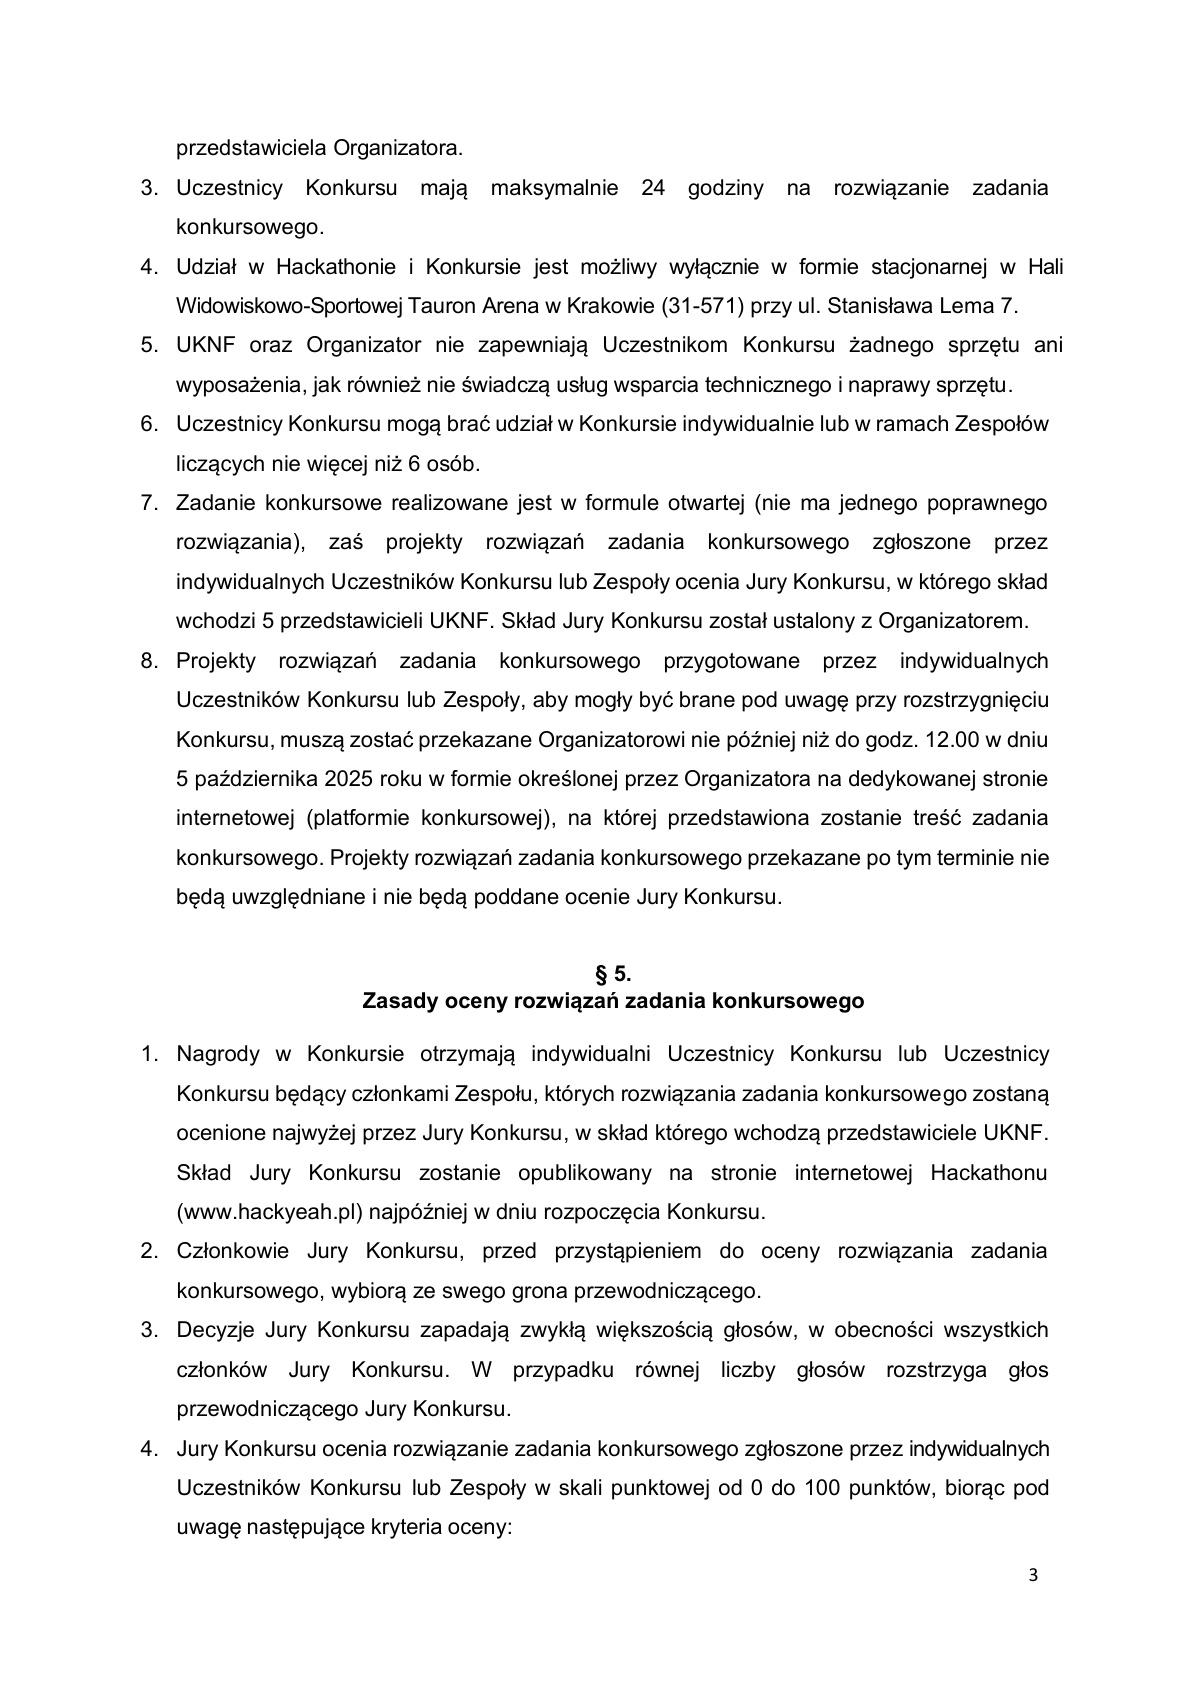 przedstawiciela Organizatora.
3. Uczestnicy Konkursu mają maksymalnie 24 godziny na rozwiązanie zadania
konkursowego.
4. Udział w Hackathonie i Konkursie jest możliwy wyłącznie w formie stacjonarnej w Hali
Widowiskowo-Sportowej Tauron Arena w Krakowie (31-571) przy ul. Stanisława Lema 7.
5. UKNF oraz Organizator nie zapewniają Uczestnikom Konkursu żadnego sprzętu ani
wyposażenia, jak również nie świadczą usług wsparcia technicznego i naprawy sprzętu.
6. Uczestnicy Konkursu mogą brać udział w Konkursie indywidualnie lub w ramach Zespołów
liczących nie więcej niż 6 osób.
7. Zadanie konkursowe realizowane jest w formule otwartej (nie ma jednego poprawnego
rozwiązania), zaś projekty rozwiązań zadania konkursowego zgłoszone przez
indywidualnych Uczestników Konkursu lub Zespoły ocenia Jury Konkursu, w którego skład
wchodzi 5 przedstawicieli UKNF. Skład Jury Konkursu został ustalony z Organizatorem.
8. Projekty rozwiązań zadania konkursowego przygotowane przez indywidualnych
Uczestników Konkursu lub Zespoły, aby mogły być brane pod uwagę przy rozstrzygnięciu
Konkursu, muszą zostać przekazane Organizatorowi nie później niż do godz. 12.00 w dniu
5 października 2025 roku w formie określonej przez Organizatora na dedykowanej stronie
internetowej (platformie konkursowej), na której przedstawiona zostanie treść zadania
konkursowego. Projekty rozwiązań zadania konkursowego przekazane po tym terminie nie
będą uwzględniane i nie będą poddane ocenie Jury Konkursu.
§ 5.
Zasady oceny rozwiązań zadania konkursowego
1. Nagrody w Konkursie otrzymają indywidualni Uczestnicy Konkursu lub Uczestnicy
Konkursu będący członkami Zespołu, których rozwiązania zadania konkursowego zostaną
ocenione najwyżej przez Jury Konkursu, w skład którego wchodzą przedstawiciele UKNF.
Skład Jury Konkursu zostanie opublikowany na stronie internetowej Hackathonu
(www.hackyeah.pl) najpóźniej w dniu rozpoczęcia Konkursu.
2. Członkowie Jury Konkursu, przed przystąpieniem do oceny rozwiązania zadania
konkursowego, wybiorą ze swego grona przewodniczącego.
3. Decyzje Jury Konkursu zapadają zwykłą większością głosów, w obecności wszystkich
członków Jury Konkursu. W przypadku równej liczby głosów rozstrzyga głos
przewodniczącego Jury Konkursu.
4. Jury Konkursu ocenia rozwiązanie zadania konkursowego zgłoszone przez indywidualnych
Uczestników Konkursu lub Zespoły w skali punktowej od 0 do 100 punktów, biorąc pod
uwagę następujące kryteria oceny:
3